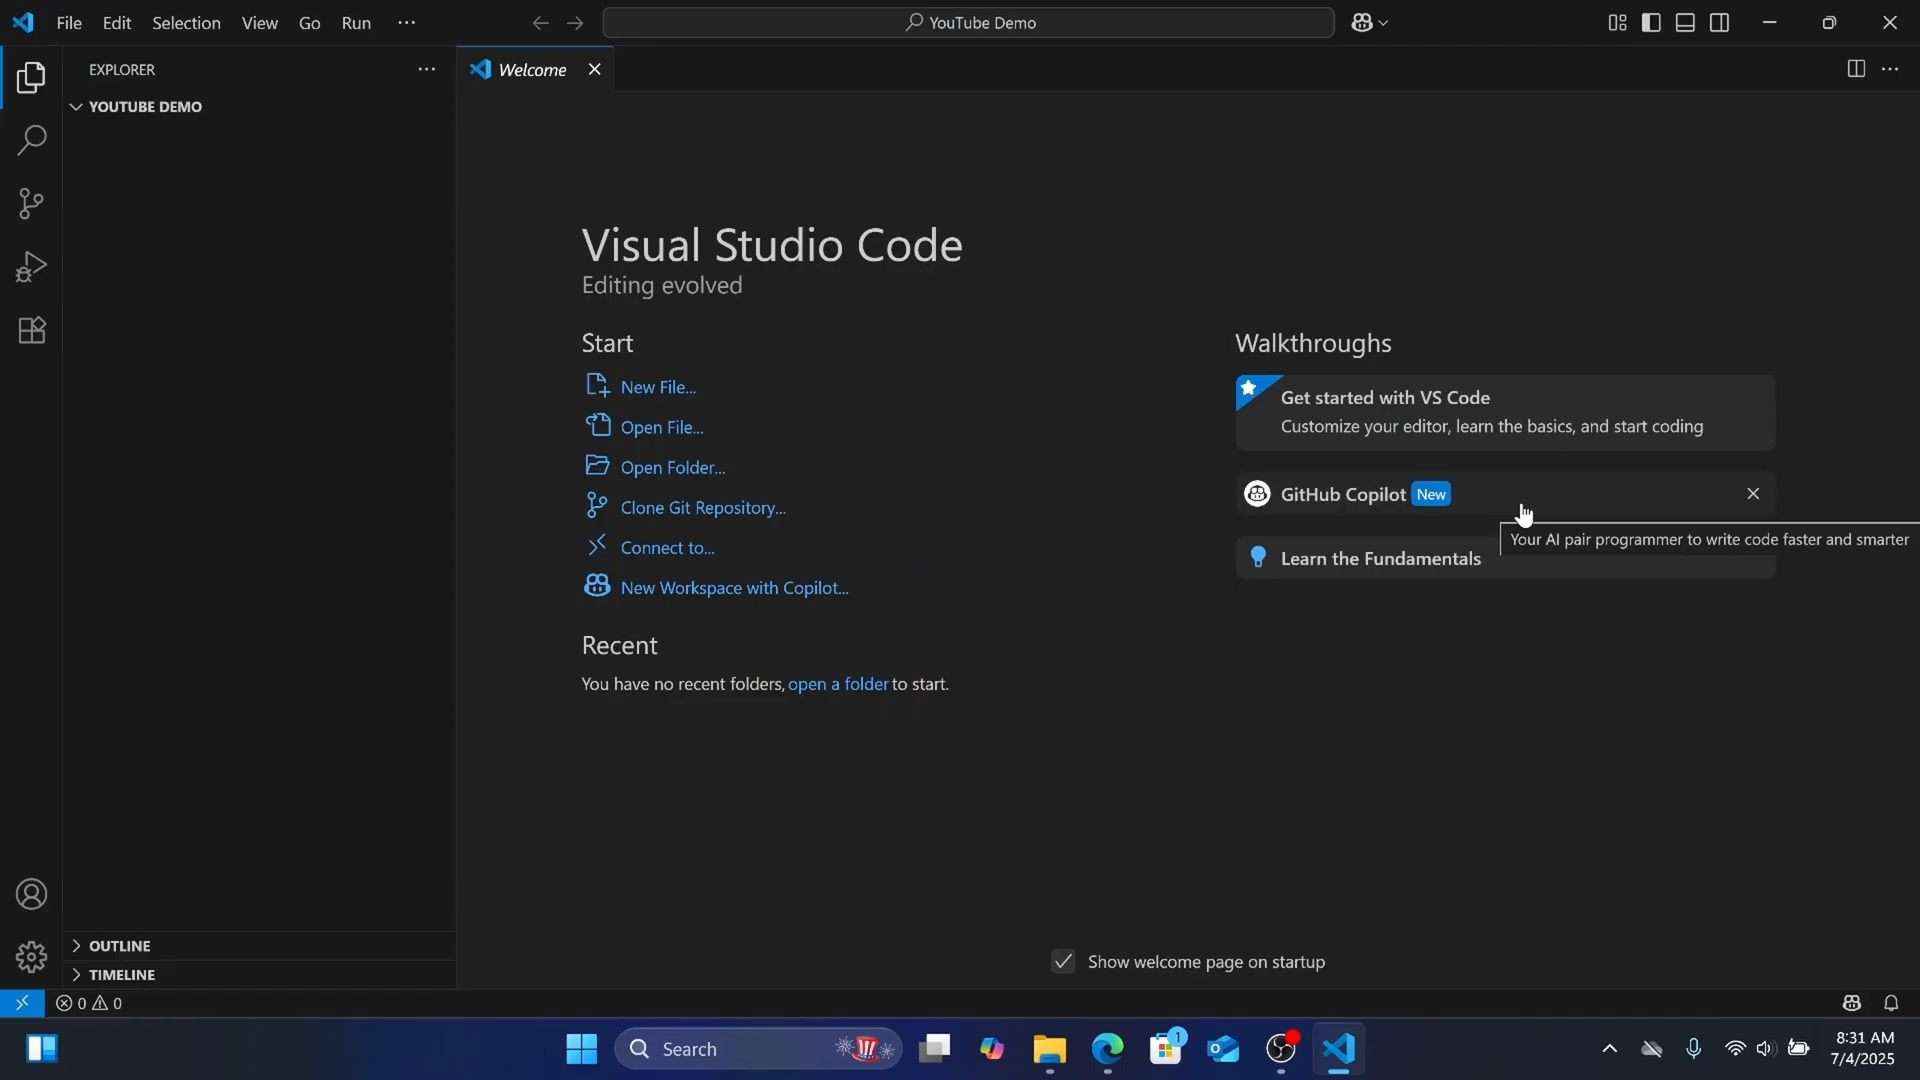 File Edit Selection View Go Run ···
YouTube Demo
EXPLORER
YOUTUBE DEMO
Welcome
Visual Studio Code
Editing evolved
Start
New File...
Open File...
Open Folder...
Clone Git Repository...
Connect to...
New Workspace with Copilot...
Recent
You have no recent folders, open a folder to start.
Walkthroughs
Get started with VS Code
Customize your editor, learn the basics, and start coding
GitHub Copilot New
Your AI pair programmer to write code faster and smarter
Learn the Fundamentals
Show welcome page on startup
OUTLINE
TIMELINE
0 0
Search
1
8:31 AM
7/4/2025